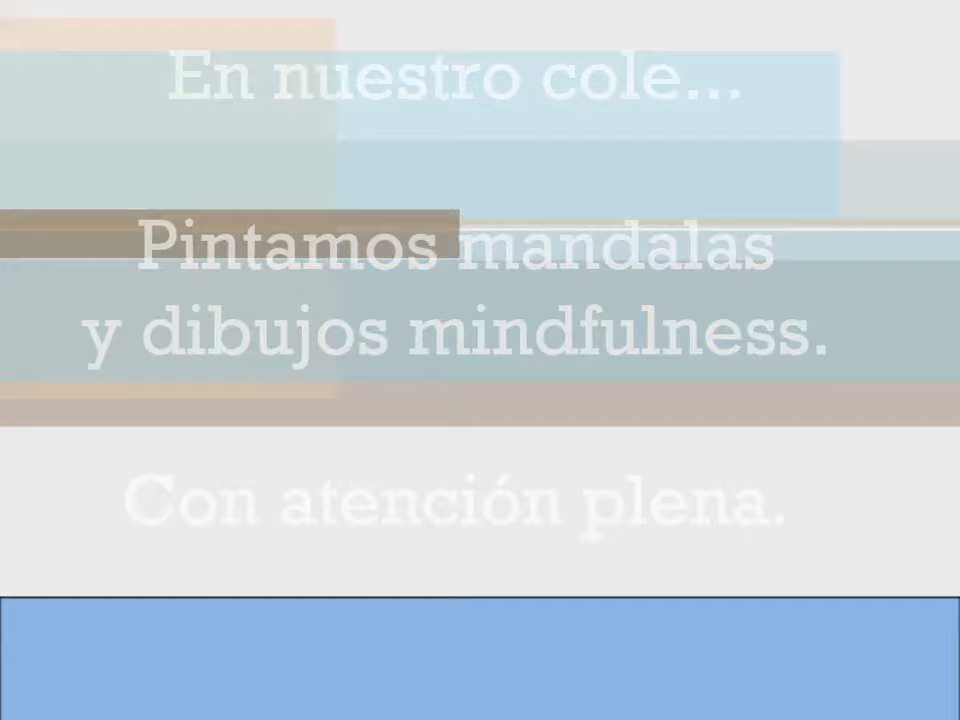 En nuestro cole...
Pintamos mandalas
y dibujos mindfulness.
Con atención plena.